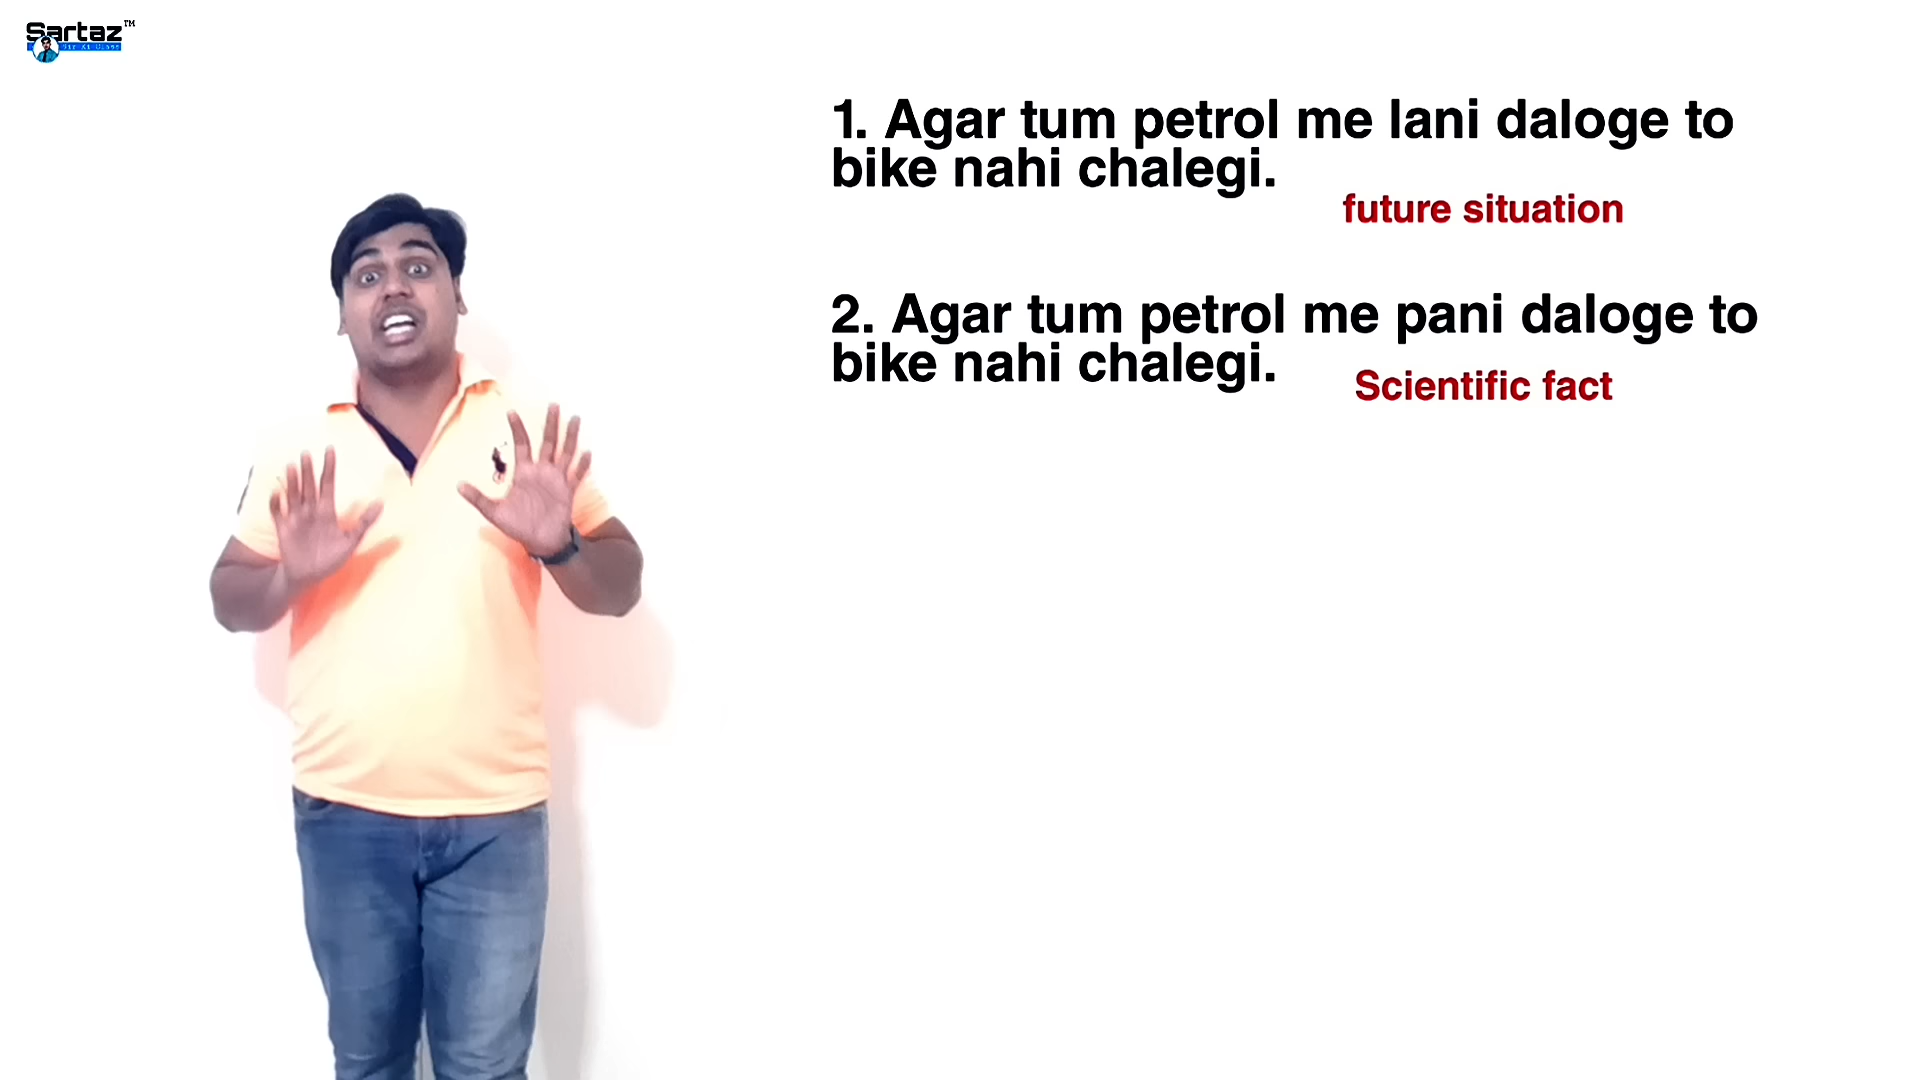 Sartaz™
1. Agar tum petrol me lani daloge to
bike nahi chalegi.
future situation
2. Agar tum petrol me pani daloge to
bike nahi chalegi.
Scientific fact